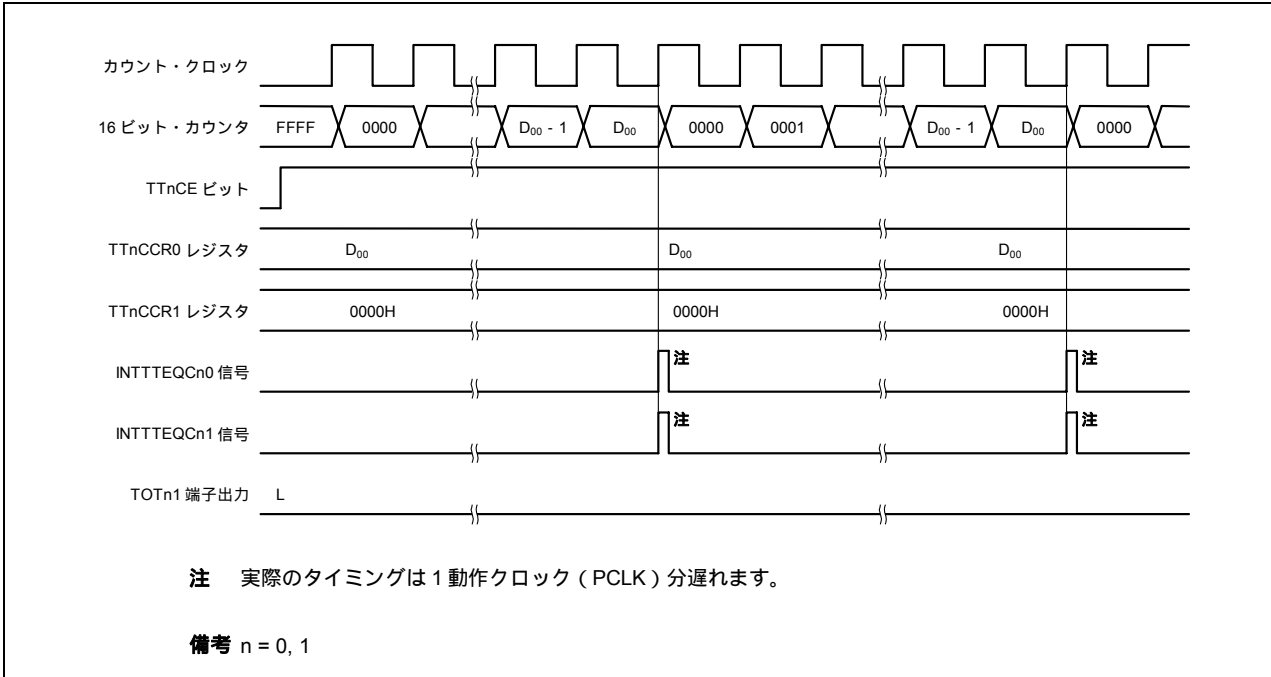 カウント・クロック
16 ビット・カウンタ FFFF 0000 D₀₀ - 1 D₀₀ 0000 0001 D₀₀ - 1 D₀₀ 0000
TTnCE ビット
TTnCCR0 レジスタ D₀₀ D₀₀ D₀₀
TTnCCR1 レジスタ 0000H 0000H 0000H
INTTTEQCn0 信号 注 注
INTTTEQCn1 信号 注 注
TOTn1 端子出力 L
注 実際のタイミングは 1 動作クロック（PCLK）分遅れます。
備考 n = 0, 1